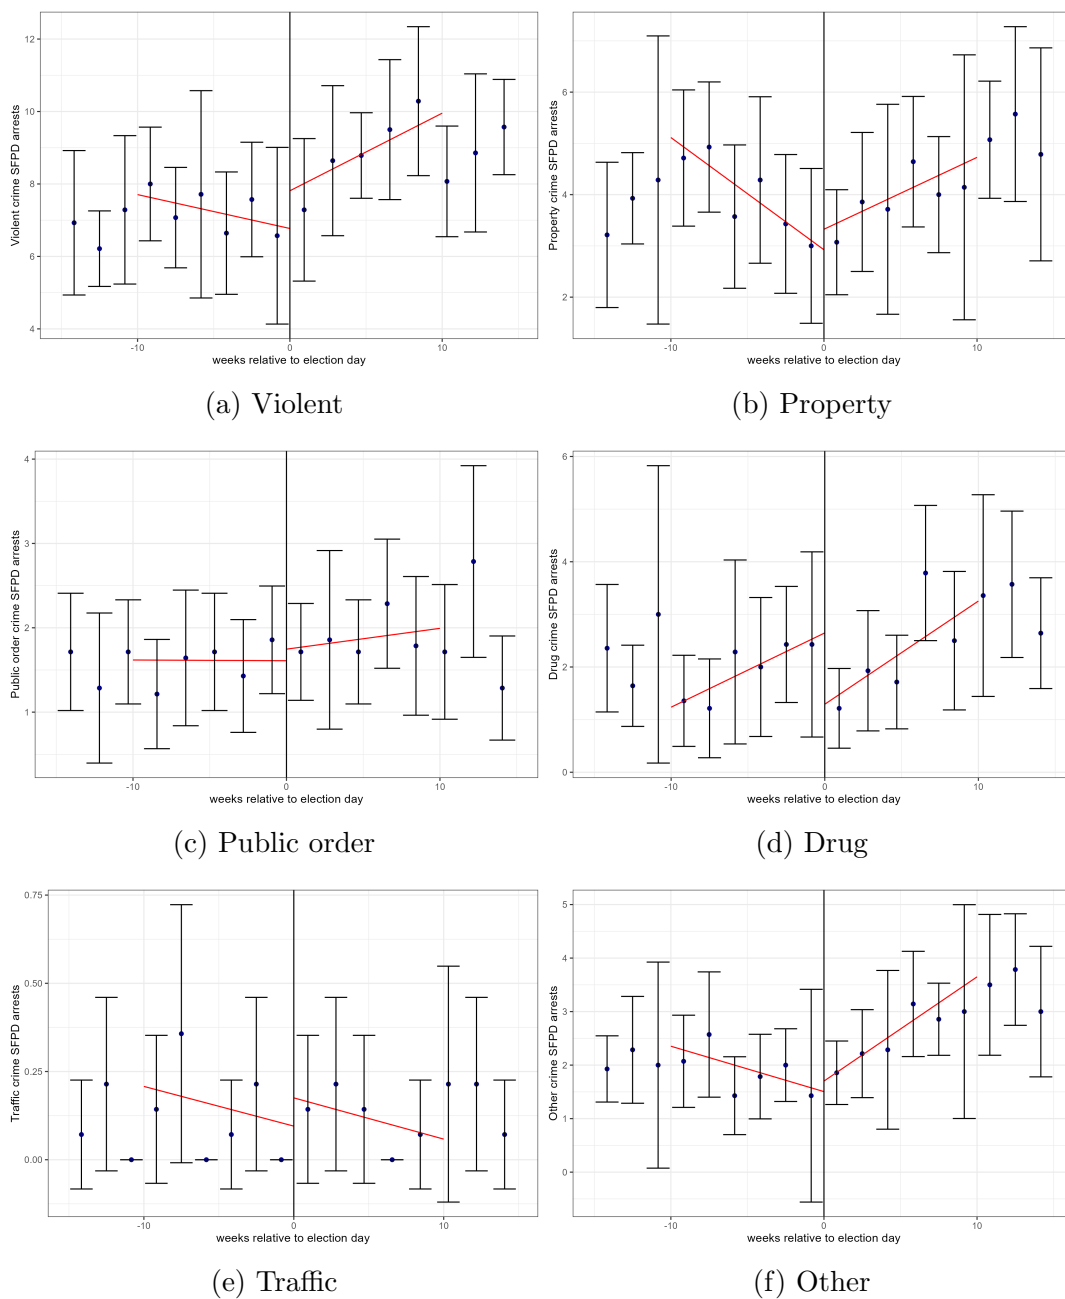 Violent crime SFPD arrests
12
10
8
6
4
-10 0 10
weeks relative to election day
(a) Violent
Property crime SFPD arrests
6
4
2
-10 0 10
weeks relative to election day
(b) Property
Public order crime SFPD arrests
4
3
2
1
-10 0 10
weeks relative to election day
(c) Public order
Drug crime SFPD arrests
6
4
2
0
-10 0 10
weeks relative to election day
(d) Drug
Traffic crime SFPD arrests
0.75
0.50
0.25
0.00
-10 0 10
weeks relative to election day
(e) Traffic
Other crime SFPD arrests
5
4
3
2
1
0
-10 0 10
weeks relative to election day
(f) Other